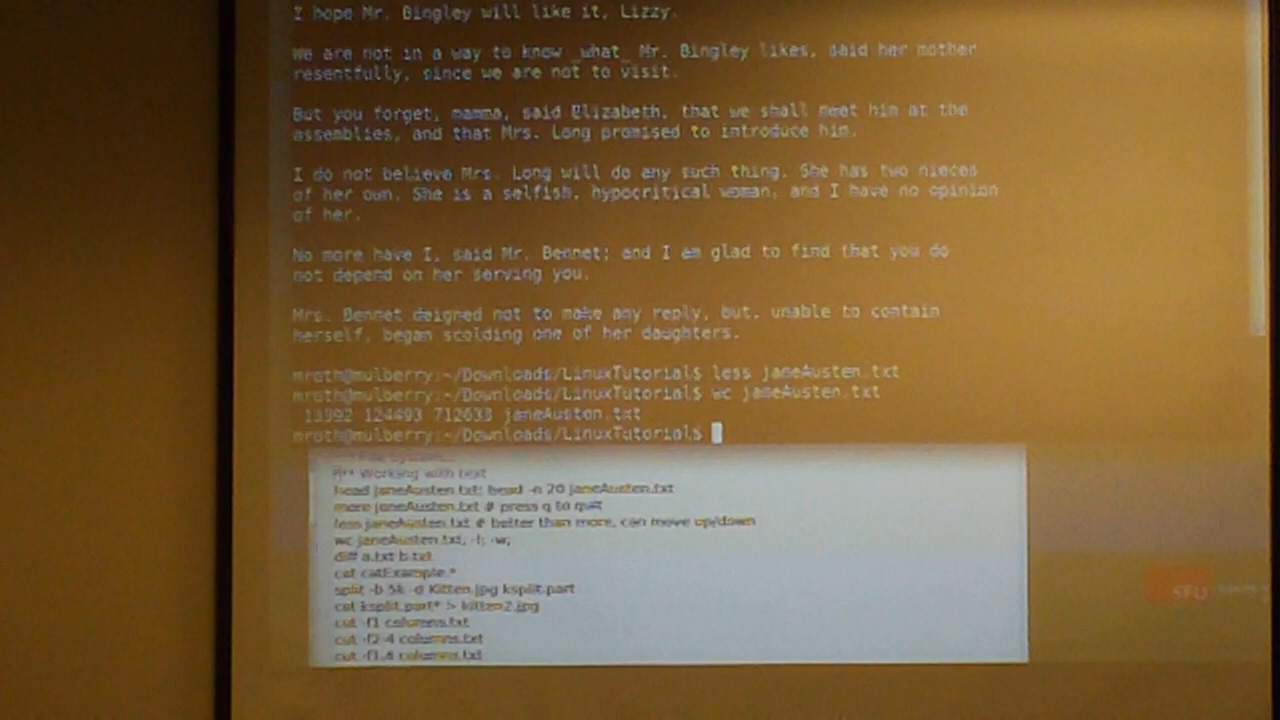 I hope Mr. Bingley will like it, Lizzy.
We are not in a way to know _what_ Mr. Bingley likes, said her mother
resentfully, since we are not to visit.
But you forget, mamma, said Elizabeth, that we shall meet him at the
assemblies, and that Mrs. Long promised to introduce him.
I do not believe Mrs. Long will do any such thing. She has two nieces
of her own. She is a selfish, hypocritical woman, and I have no opinion
of her.
No more have I, said Mr. Bennet; and I am glad to find that you do
not depend on her serving you.
Mrs. Bennet deigned not to make any reply, but, unable to contain
herself, began scolding one of her daughters.
mroth@mulberry:~/Downloads/LinuxTutorial$ less janeAusten.txt
mroth@mulberry:~/Downloads/LinuxTutorial$ wc janeAusten.txt
124493 janeAusten.txt
mroth@mulberry:~/Downloads/LinuxTutorial$
Working with text
head janeAusten.txt; head -n 20 janeAusten.txt
more janeAusten.txt # press q to quit
less janeAusten.txt # better than more, can move up/down
wc janeAusten.txt; -l; -w;
diff a.txt b.txt
cat catExample.*
split -b 5k -d Kitten.jpg ksplit.part
cat ksplit.part* > kitten2.jpg
cut -f1 columns.txt
cut -f2-4 columns.txt
cut -f1,4 columns.txt
SFU